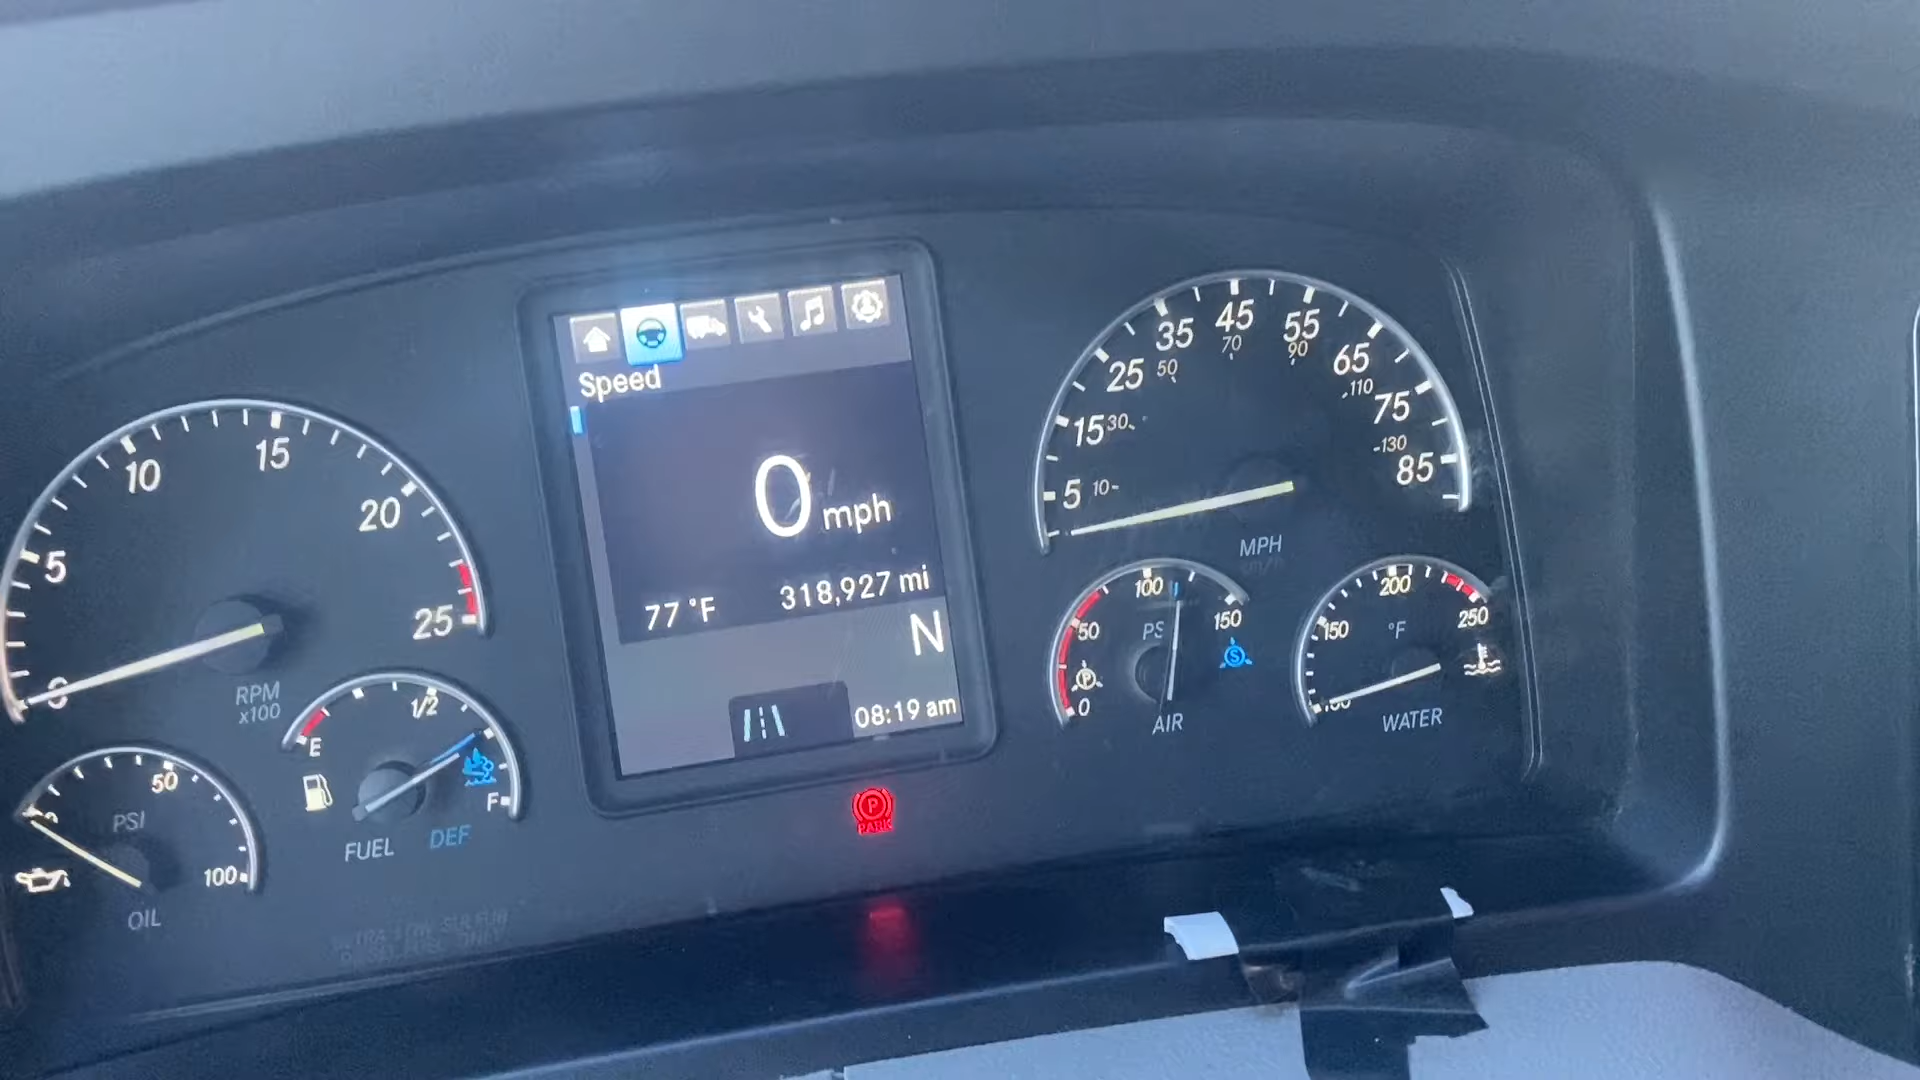 Speed
0 mph
77 °F
318,927 mi
N
08:19 am
5
10
15
20
25
RPM
x100
E
1/2
F
FUEL
DEF
50
100
PSI
OIL
P
PARK
5
15
25
35
45
55
65
75
85
10
30
50
70
90
110
130
MPH
0
50
100
150
P
S
AIR
150
200
250
°F
WATER